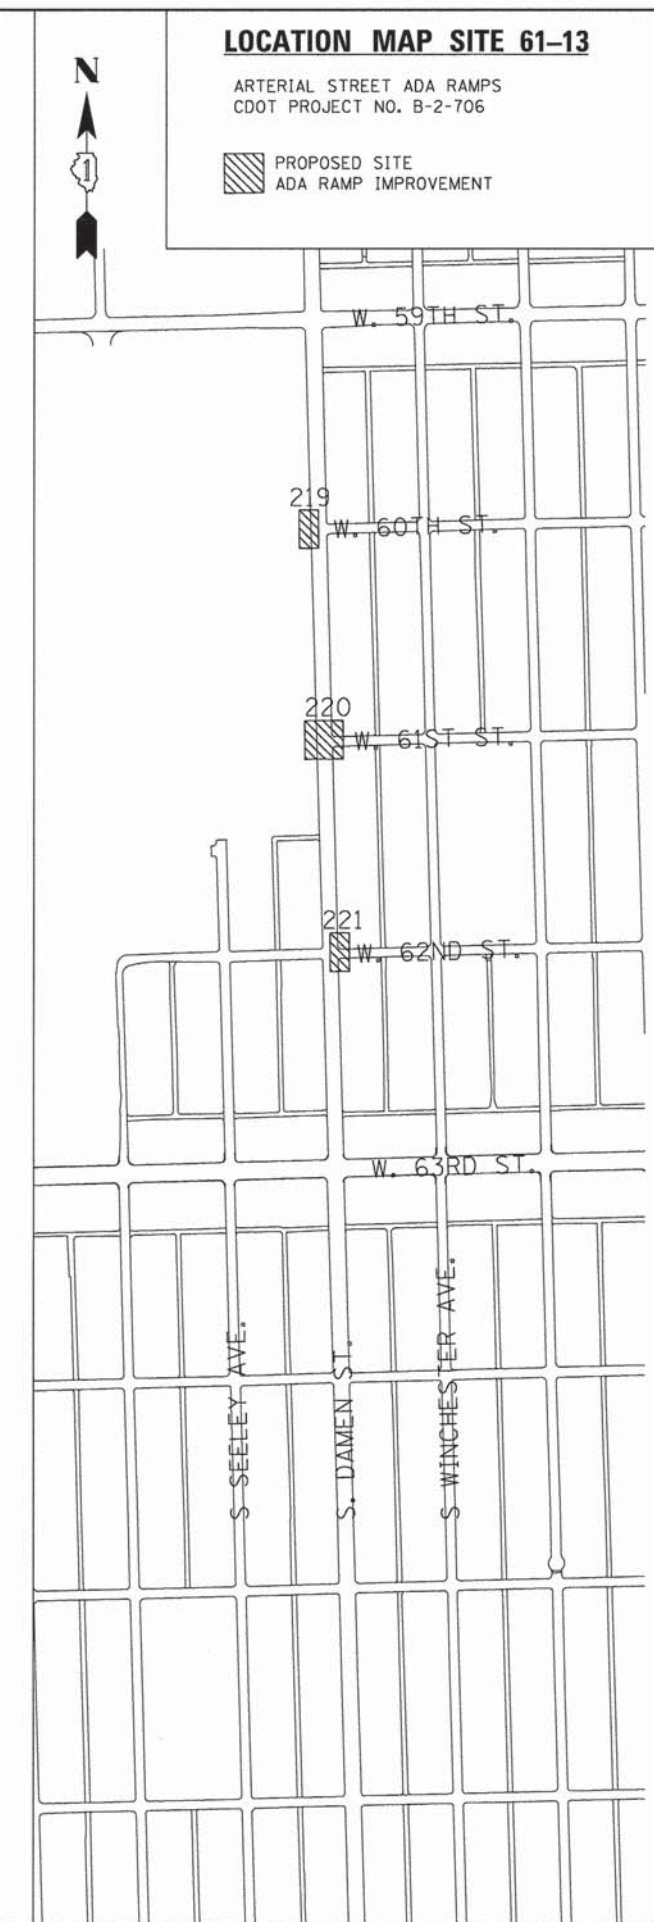 LOCATION MAP SITE 61–13
N
ARTERIAL STREET ADA RAMPS
CDOT PROJECT NO. B-2-706
1
PROPOSED SITE
ADA RAMP IMPROVEMENT
W. 59TH ST.
219
W. 60TH ST.
220
W. 61ST ST.
221
W. 62ND ST.
W. 63RD ST.
S SEELEY AVE.
S. DAMEN ST.
S WINCHESTER AVE.